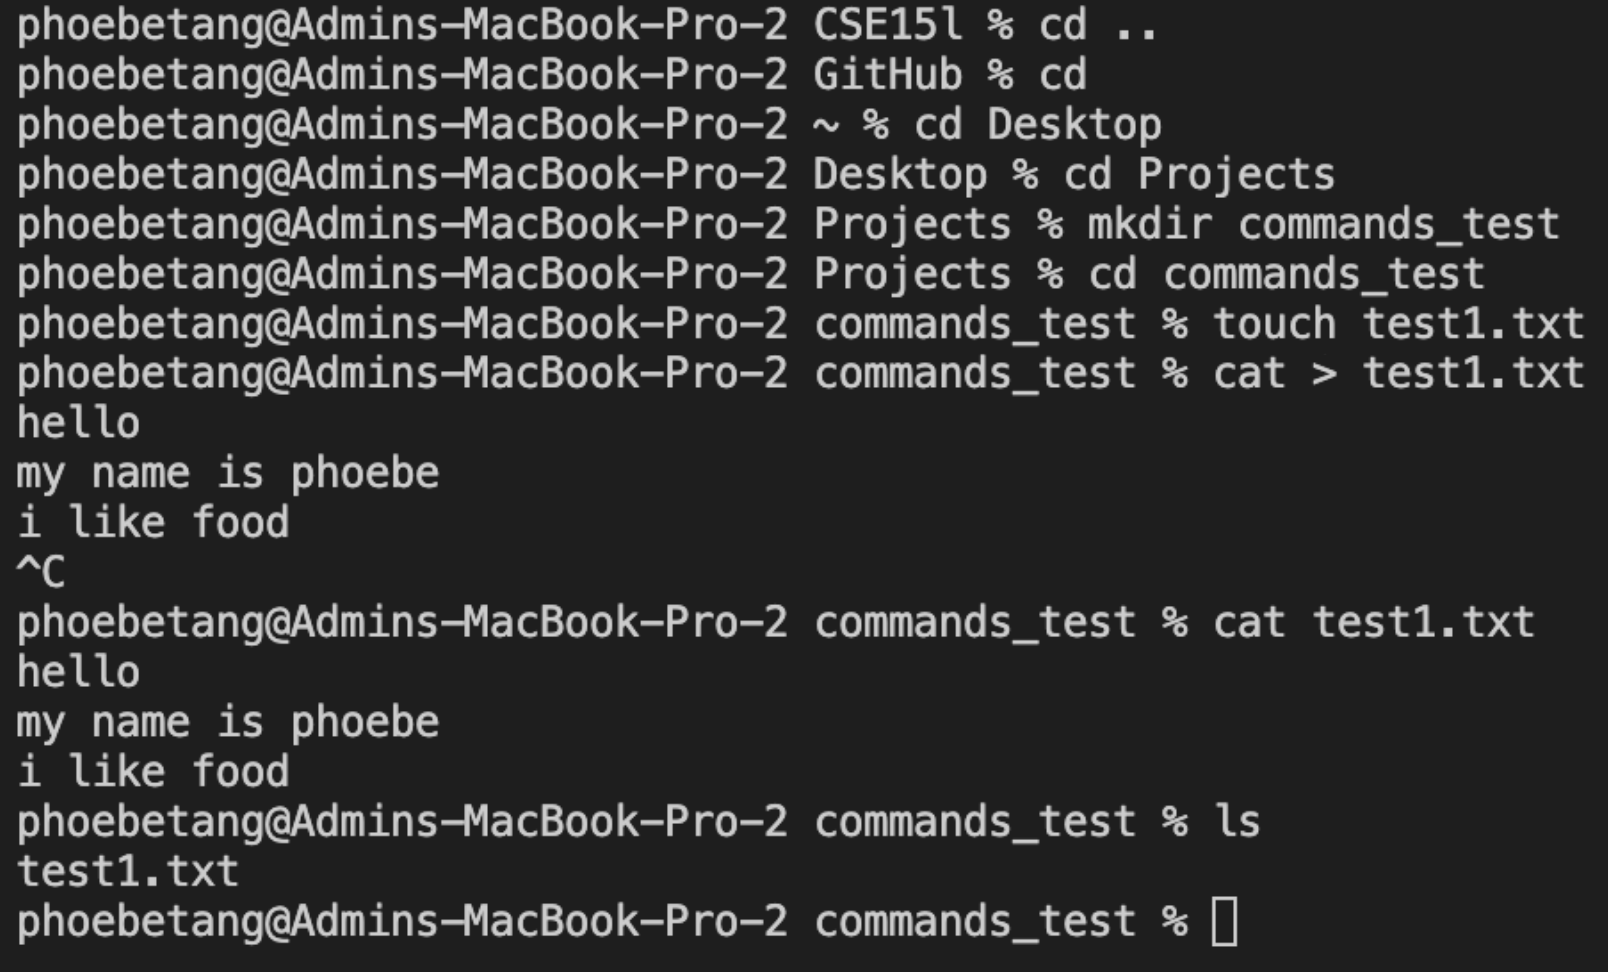 phoebetang@Admins-MacBook-Pro-2 CSE15l % cd ..
phoebetang@Admins-MacBook-Pro-2 GitHub % cd
phoebetang@Admins-MacBook-Pro-2 ~ % cd Desktop
phoebetang@Admins-MacBook-Pro-2 Desktop % cd Projects
phoebetang@Admins-MacBook-Pro-2 Projects % mkdir commands_test
phoebetang@Admins-MacBook-Pro-2 Projects % cd commands_test
phoebetang@Admins-MacBook-Pro-2 commands_test % touch test1.txt
phoebetang@Admins-MacBook-Pro-2 commands_test % cat > test1.txt
hello
my name is phoebe
i like food
^C
phoebetang@Admins-MacBook-Pro-2 commands_test % cat test1.txt
hello
my name is phoebe
i like food
phoebetang@Admins-MacBook-Pro-2 commands_test % ls
test1.txt
phoebetang@Admins-MacBook-Pro-2 commands_test %